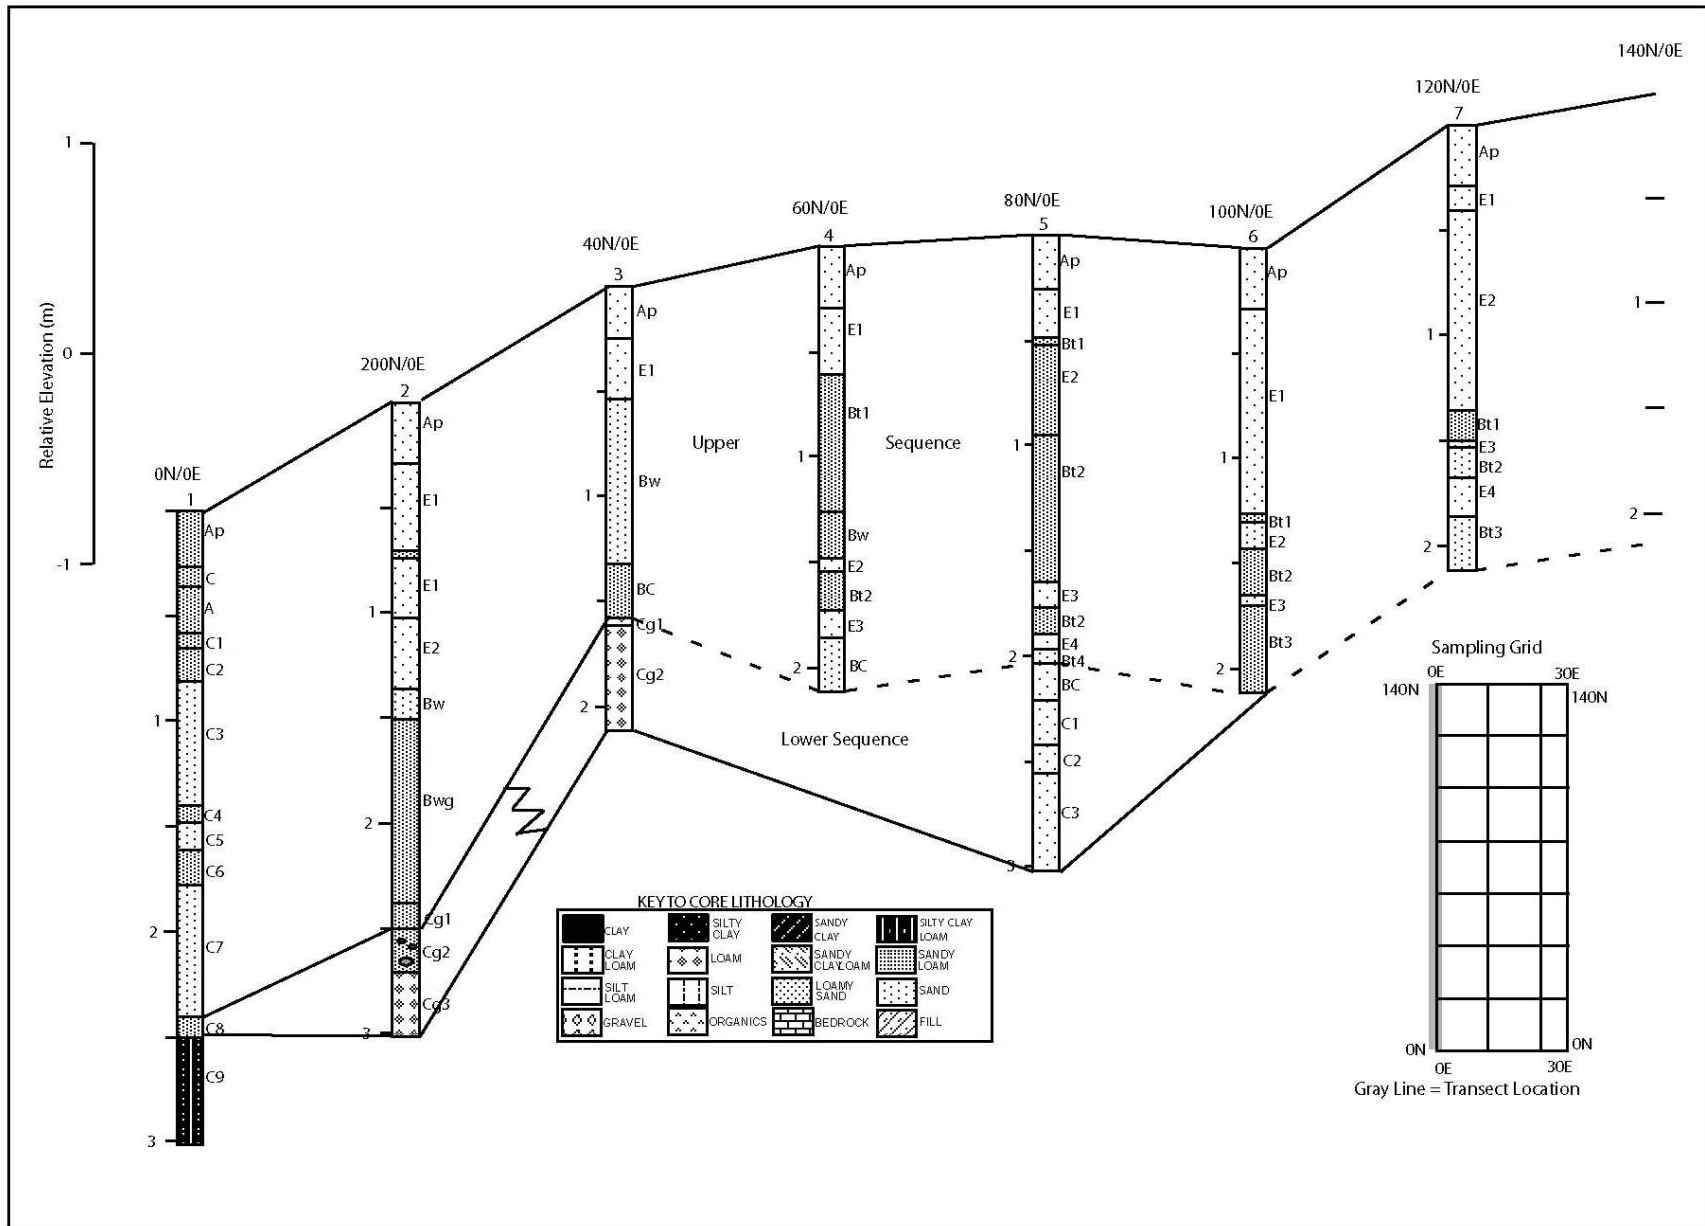 140N/0E
120N/0E
7
Ap
E1
E2
1
Bt1
E3
Bt2
E4
Bt3
2
1
2
Relative Elevation (m)
1
0
-1
0N/0E
1
Ap
C
A
C1
C2
1
C3
C4
C5
C6
2
C7
C8
C9
3
200N/0E
2
Ap
E1
E1
1
E2
Bw
Bwg
2
Cg1
Cg2
Cg3
3
40N/0E
3
Ap
E1
Bw
1
BC
Cg1
Cg2
2
Upper Sequence
Lower Sequence
60N/0E
4
Ap
E1
Bt1
1
Bw
E2
Bt2
E3
BC
2
80N/0E
5
Ap
E1
Bt1
E2
1
Bt2
E3
Bt2
E4
2
Bt4
BC
C1
C2
C3
3
100N/0E
6
Ap
E1
1
Bt1
E2
Bt2
E3
Bt3
2
KEY TO CORE LITHOLOGY
CLAY
SILTY CLAY
SANDY CLAY
SILTY CLAY LOAM
CLAY LOAM
LOAM
SANDY CLAY LOAM
SANDY LOAM
SILT LOAM
SILT
LOAMY SAND
SAND
GRAVEL
ORGANICS
BEDROCK
FILL
Sampling Grid
0E 30E
140N 140N
0N 0N
0E 30E
Gray Line = Transect Location